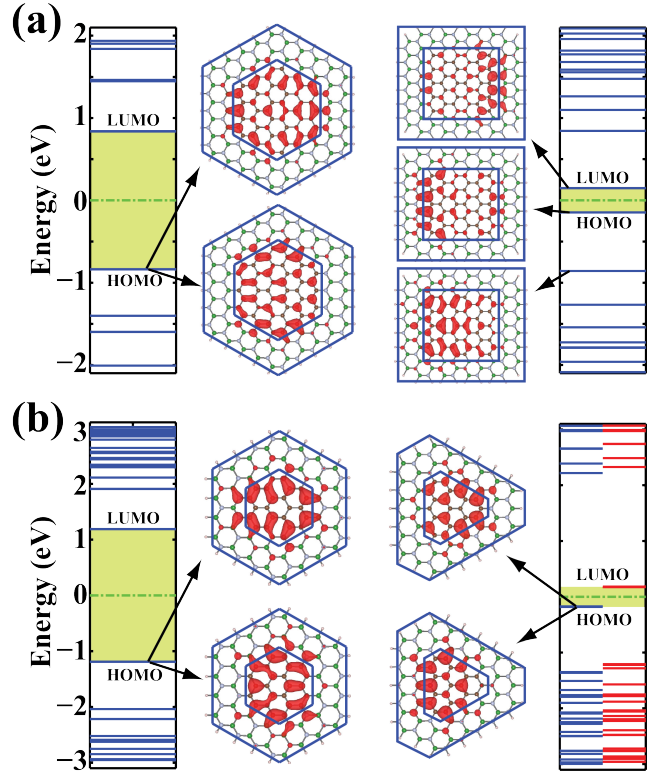 (a)
Energy (eV)
2
1
0
−1
−2
LUMO
HOMO
LUMO
HOMO
(b)
Energy (eV)
3
2
1
0
−1
−2
−3
LUMO
HOMO
LUMO
HOMO